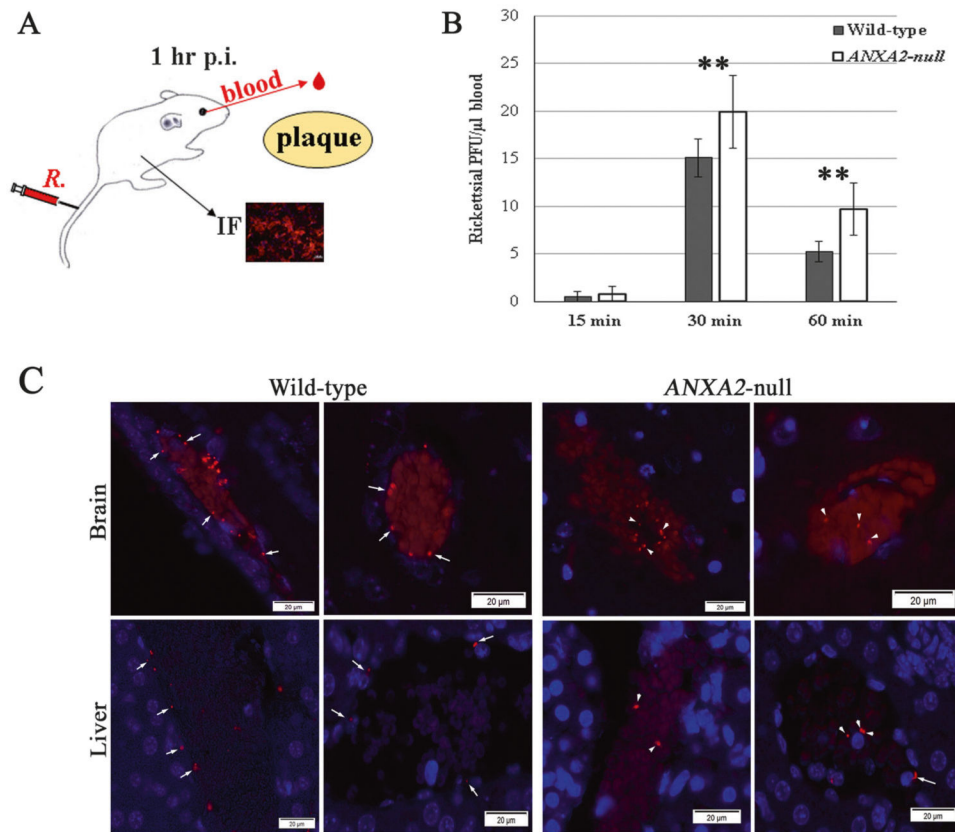 A
1 hr p.i.
blood
plaque
R.
IF
B
Rickettsial PFU/µl blood
30
25
20
15
10
5
0
Wild-type
ANXA2-null
**
**
15 min
30 min
60 min
C
Wild-type
ANXA2-null
Brain
20 µm
20 µm
20 µm
20 µm
Liver
20 µm
20 µm
20 µm
20 µm